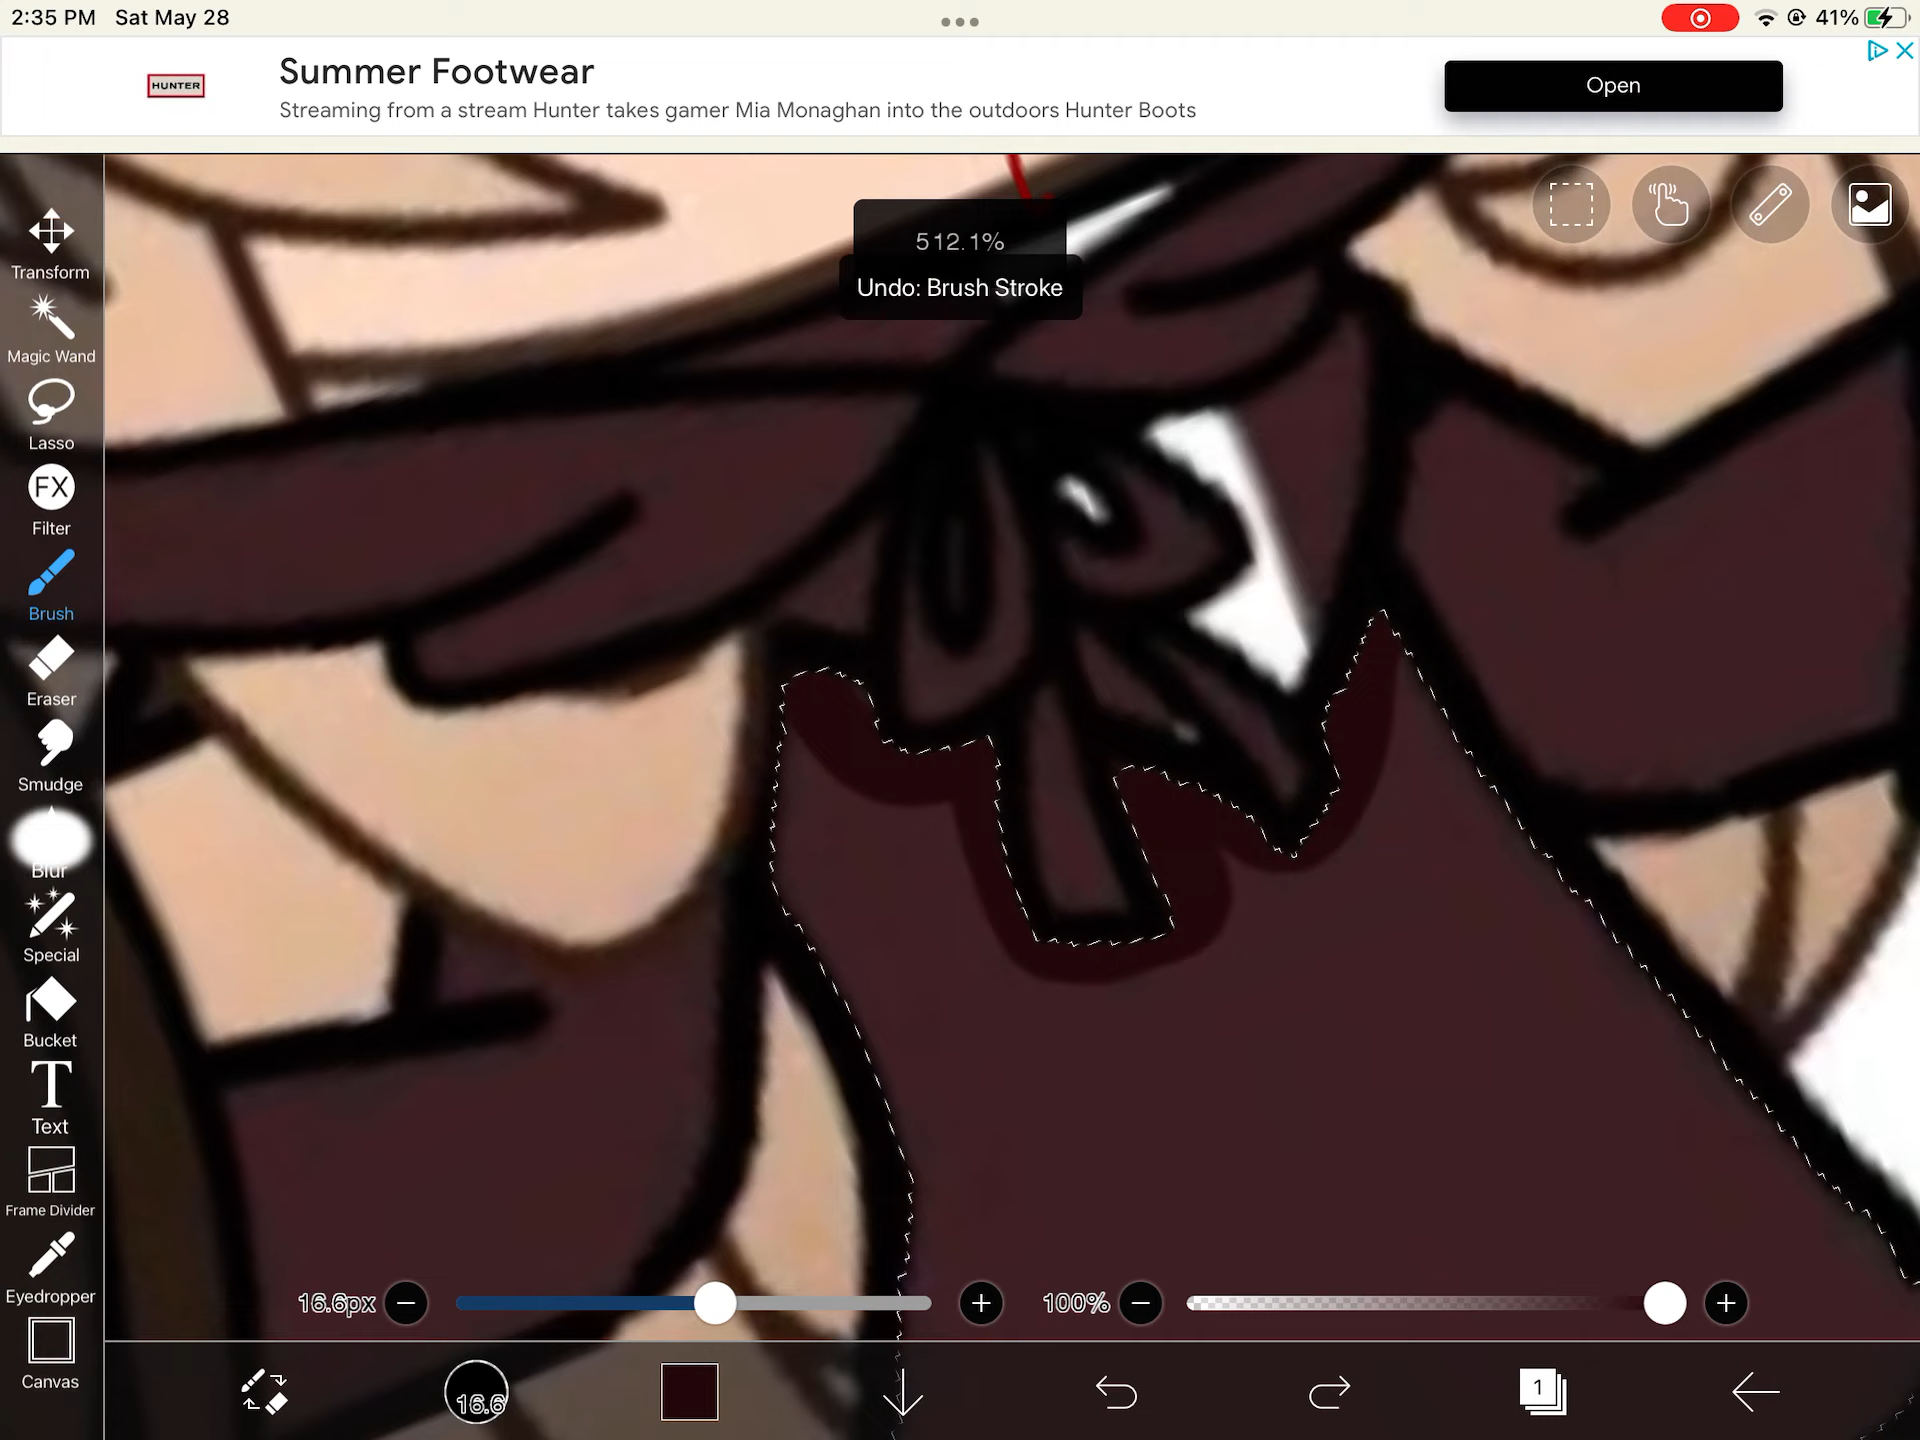 2:35 PM Sat May 28
41%
HUNTER
Summer Footwear
Streaming from a stream Hunter takes gamer Mia Monaghan into the outdoors Hunter Boots
Open
512.1%
Undo: Brush Stroke
Transform
Magic Wand
Lasso
FX
Filter
Brush
Eraser
Smudge
Blur
Special
Bucket
T
Text
Frame Divider
Eyedropper
Canvas
16.6px
100%
16.6
1